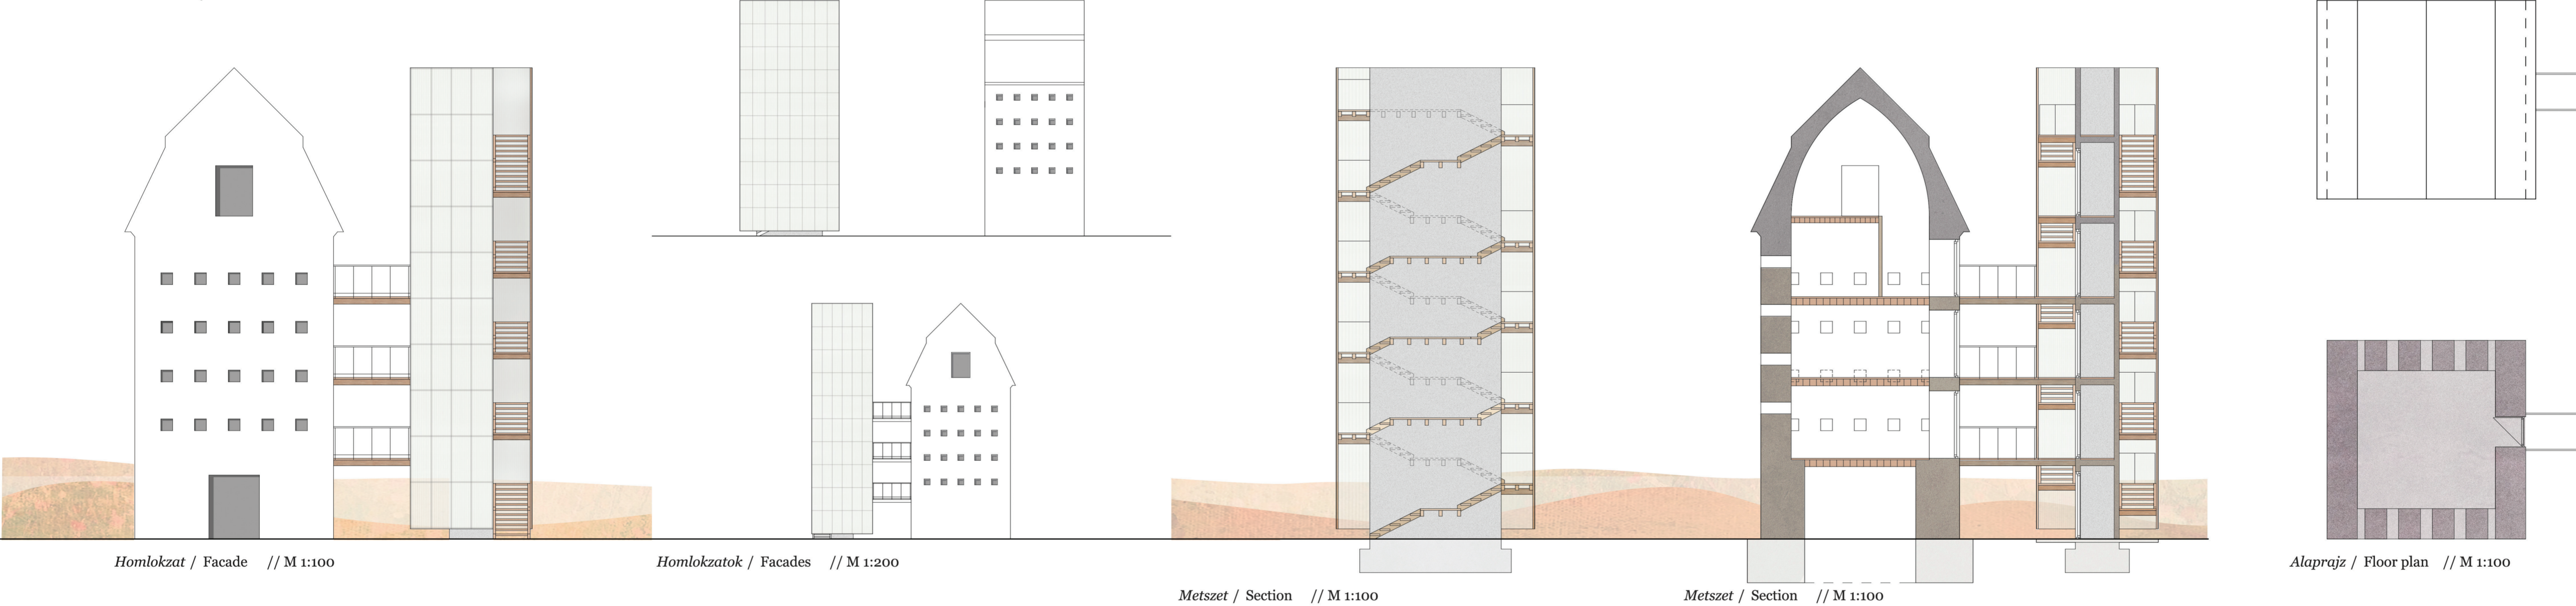 Homlokzat / Facade // M 1:100
Homlokzatok / Facades // M 1:200
Metszet / Section // M 1:100
Metszet / Section // M 1:100
Alaprajz / Floor plan // M 1:100